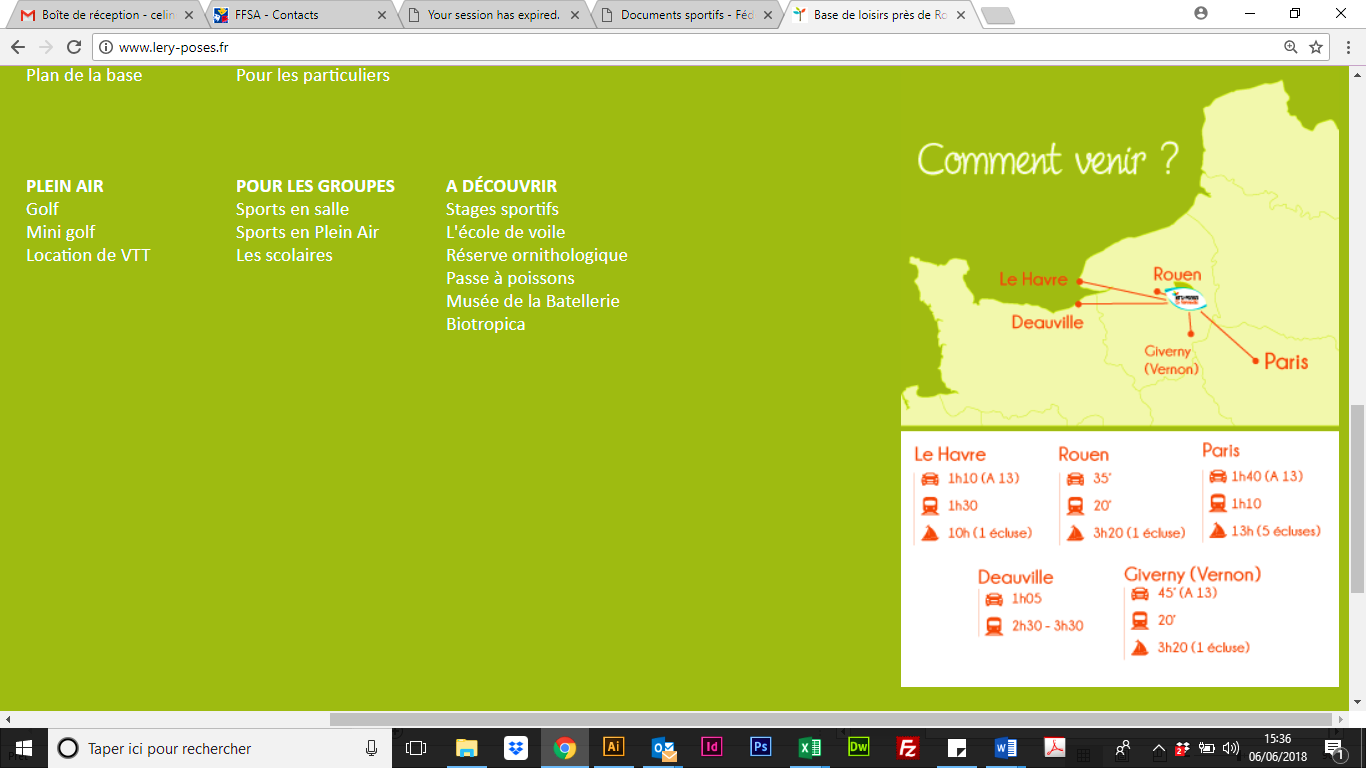 Boîte de réception - celin
FFSA - Contacts
Your session has expired.
Documents sportifs - Féd
Base de loisirs près de Ro
www.lery-poses.fr
Plan de la base
Pour les particuliers
PLEIN AIR
Golf
Mini golf
Location de VTT
POUR LES GROUPES
Sports en salle
Sports en Plein Air
Les scolaires
A DÉCOUVRIR
Stages sportifs
L'école de voile
Réserve ornithologique
Passe à poissons
Musée de la Batellerie
Biotropica
Comment venir ?
Le Havre
Rouen
Deauville
Giverny
(Vernon)
Paris
Le Havre
1h10 (A 13)
1h30
10h (1 écluse)
Rouen
35'
20'
3h20 (1 écluse)
Paris
1h40 (A 13)
1h10
13h (5 écluses)
Deauville
1h05
2h30 - 3h30
Giverny (Vernon)
45' (A 13)
20'
3h20 (1 écluse)
Taper ici pour rechercher
Ai
Id
Ps
Dw
Fz
15:36
06/06/2018
1